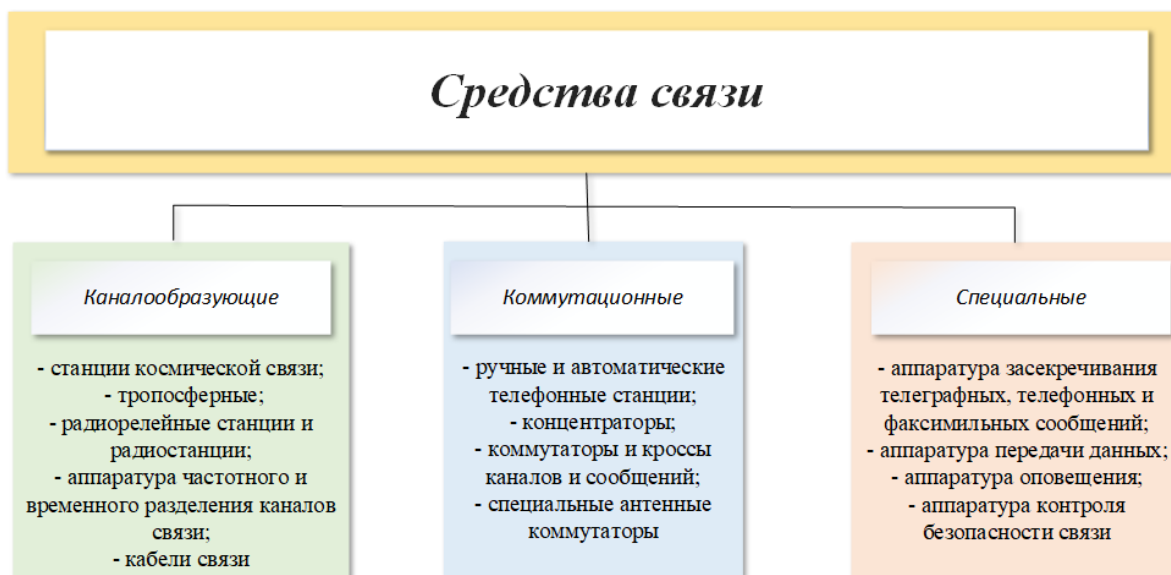 Средства связи
Каналообразующие
- станции космической связи;
- тропосферные;
- радиорелейные станции и
радиостанции;
- аппаратура частотного и
временного разделения каналов
связи;
- кабели связи
Коммутационные
- ручные и автоматические
телефонные станции;
- концентраторы;
- коммутаторы и кроссы
каналов и сообщений;
- специальные антенные
коммутаторы
Специальные
- аппаратура засекречивания
телеграфных, телефонных и
факсимильных сообщений;
- аппаратура передачи данных;
- аппаратура оповещения;
- аппаратура контроля
безопасности связи